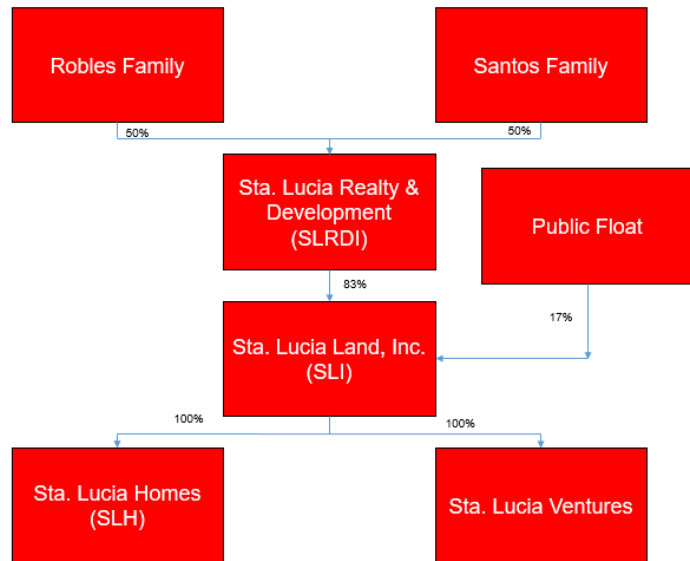 Robles Family
Santos Family
50%
50%
Sta. Lucia Realty &
Development
(SLRDI)
Public Float
83%
17%
Sta. Lucia Land, Inc.
(SLI)
100%
100%
Sta. Lucia Homes
(SLH)
Sta. Lucia Ventures